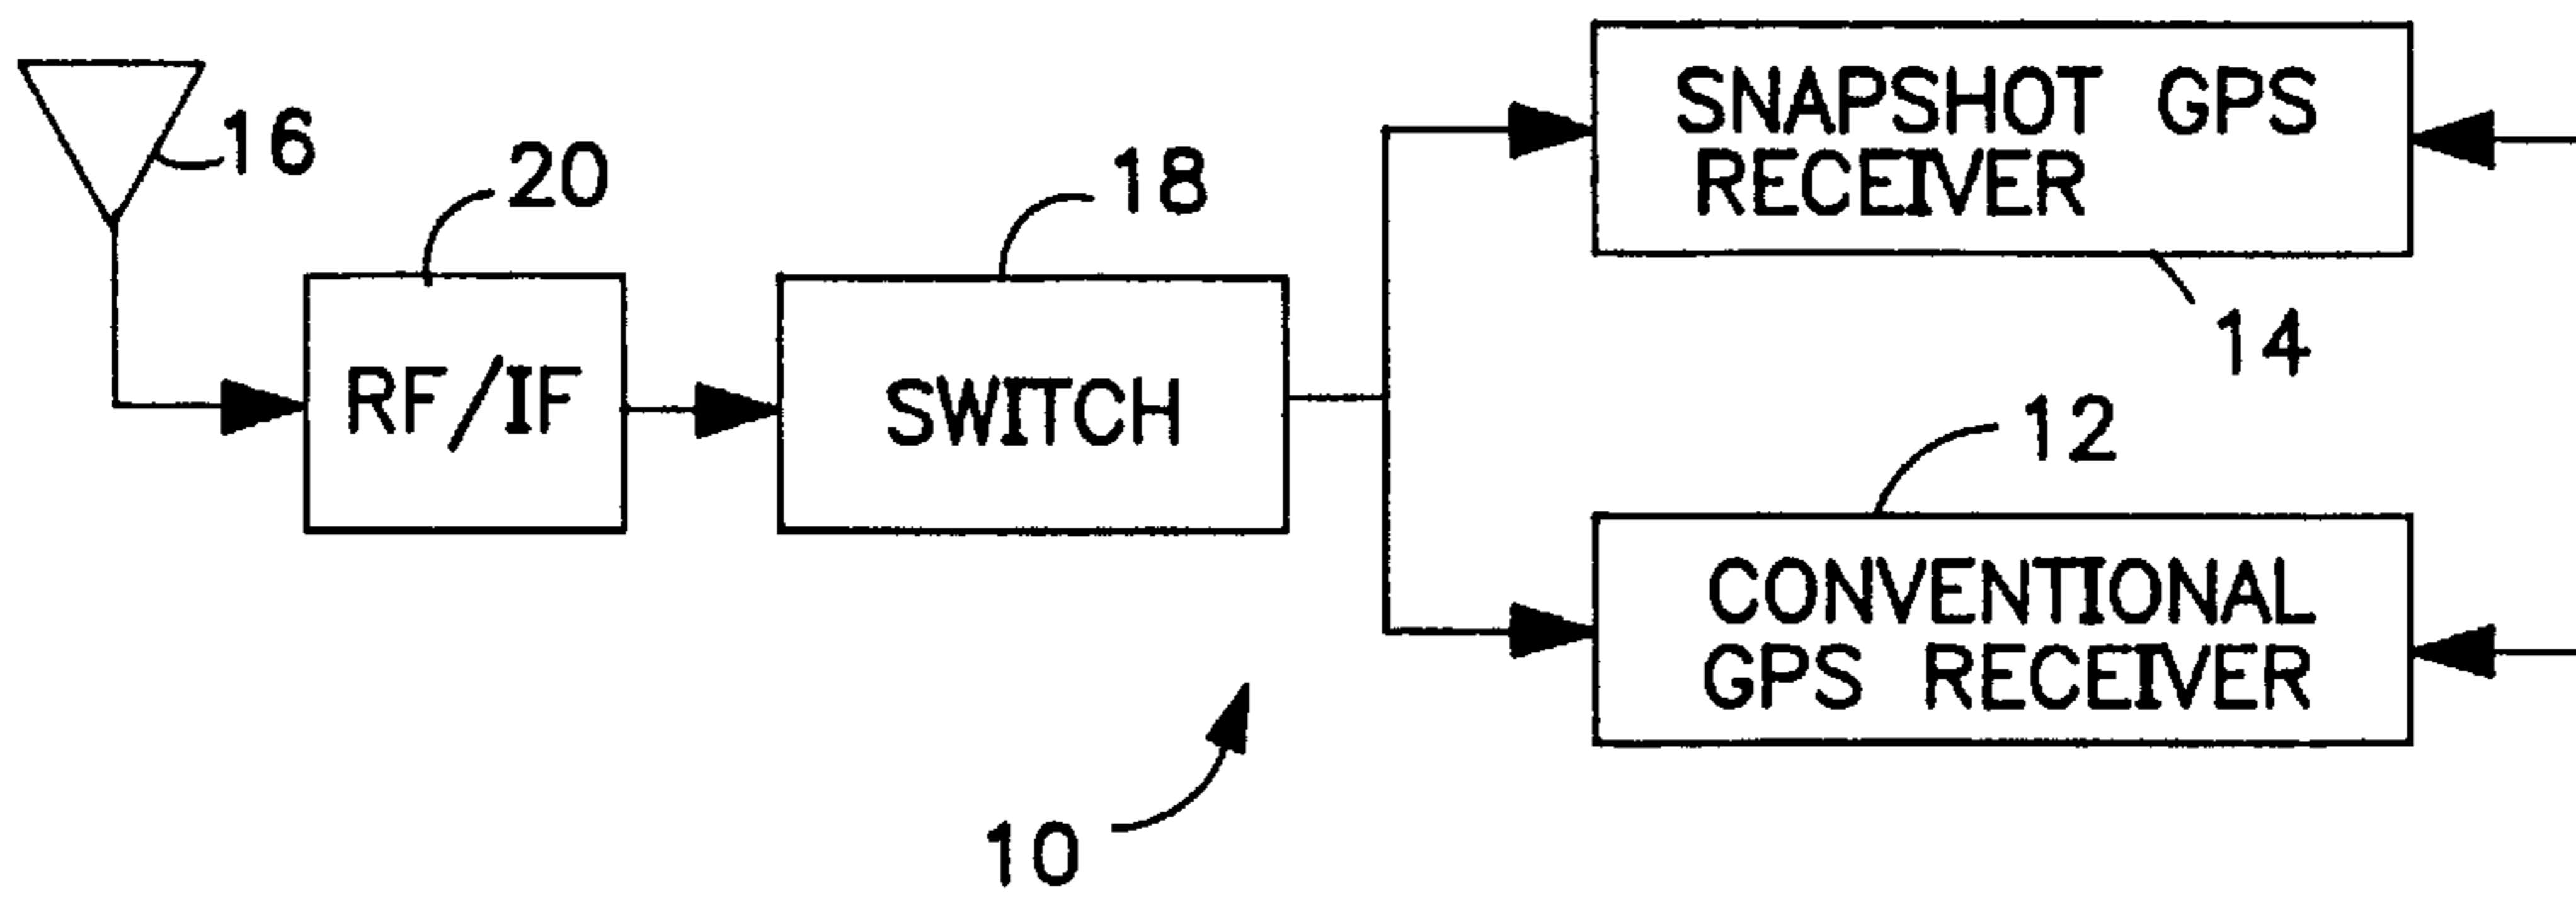 16
20
18
SNAPSHOT GPS
RECEIVER
14
RF/IF
SWITCH
12
CONVENTIONAL
GPS RECEIVER
10